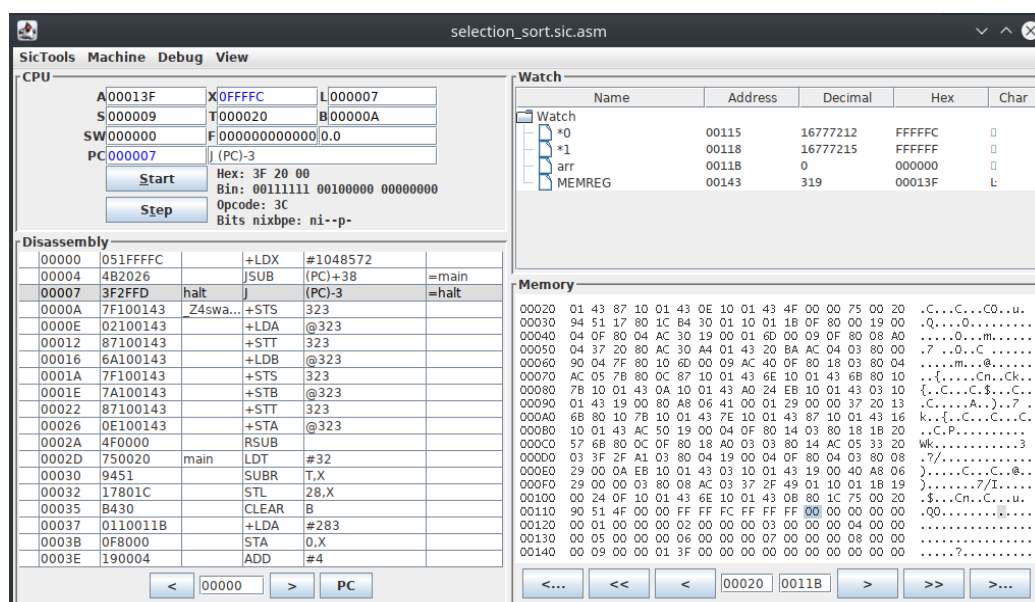 selection_sort.sic.asm
SicTools Machine Debug View
CPU
A 00013F X 0FFFFC L 000007
S 000009 T 000020 B 00000A
SW 000000 F 000000000000 0.0
PC 000007 J (PC)-3
Start
Hex: 3F 20 00
Bin: 00111111 00100000 00000000
Step
Opcode: 3C
Bits nixbpe: ni--p-
Disassembly
00000 051FFFFC +LDX #1048572
00004 4B2026 JSUB (PC)+38 =main
00007 3F2FFD halt J (PC)-3 =halt
0000A 7F100143 _Z4swa... +STS 323
0000E 02100143 +LDA @323
00012 87100143 +STT 323
00016 6A100143 +LDB @323
0001A 7F100143 +STS 323
0001E 7A100143 +STB @323
00022 87100143 +STT 323
00026 0E100143 +STA @323
0002A 4F0000 RSUB
0002D 750020 main LDT #32
00030 9451 SUBR T,X
00032 17801C STL 28,X
00035 B430 CLEAR B
00037 0110011B +LDA #283
0003B 0F8000 STA 0,X
0003E 190004 ADD #4
< 00000 > PC
Watch
Name Address Decimal Hex Char
Watch
*0 00115 16777212 FFFFFC
*1 00118 16777215 FFFFFF
arr 0011B 0 000000
MEMREG 00143 319 00013F
Memory
00020 01 43 87 10 01 43 0E 10 01 43 4F 00 00 75 00 20 .C...C...CO..u.
00030 94 51 17 80 1C B4 30 01 10 01 1B 0F 80 00 19 00 .Q....0.........
00040 04 0F 80 04 AC 30 19 00 01 6D 00 09 0F 80 08 A0 .....0...m......
00050 04 37 20 80 AC 30 A4 01 43 20 BA AC 04 03 80 00 .7 ..0..C ......
00060 90 04 7F 80 10 6D 00 09 AC 40 0F 80 18 03 80 04 .....m...@......
00070 AC 05 7B 80 0C 87 10 01 43 6E 10 01 43 6B 80 10 ..{.....Cn..Ck..
00080 7B 10 01 43 0A 10 01 43 A0 24 EB 10 01 43 03 10 {..C...C.$...C..
00090 01 43 19 00 80 A8 06 41 00 01 29 00 00 37 20 13 .C.....A..)..7 .
000A0 6B 80 10 7B 10 01 43 7E 10 01 43 87 10 01 43 16 k..{..C...C...C.
000B0 10 01 43 AC 50 19 00 04 0F 80 14 03 80 18 1B 20 ..C.P..........
000C0 57 6B 80 0C 0F 80 18 A0 03 03 80 14 AC 05 33 20 Wk............3
000D0 03 3F 2F A1 03 80 04 19 00 04 0F 80 04 03 80 08 .?/.............
000E0 29 00 0A EB 10 01 43 03 10 01 43 19 00 40 A8 06 ).....C...C..@..
000F0 29 00 00 03 80 08 AC 03 37 2F 49 01 10 01 1B 19 ).......7/I.....
00100 00 24 0F 10 01 43 6E 10 01 43 0B 80 1C 75 00 20 .$...Cn..C...u.
00110 90 51 4F 00 00 FF FF FC FF FF FF 00 00 00 00 00 .QO.............
00120 00 01 00 00 00 02 00 00 00 03 00 00 00 04 00 00 ................
00130 00 05 00 00 00 06 00 00 00 07 00 00 00 08 00 00 ................
00140 00 09 00 00 01 3F 00 00 00 00 00 00 00 00 00 00 .....?..........
<... << < 00020 0011B > >> >...